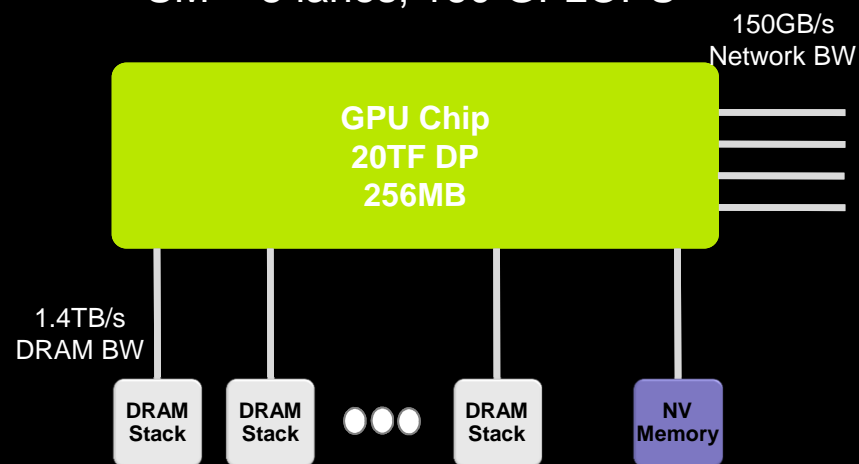 150GB/s
Network BW
GPU Chip
20TF DP
256MB
1.4TB/s
DRAM BW
DRAM
Stack
DRAM
Stack
DRAM
Stack
NV
Memory